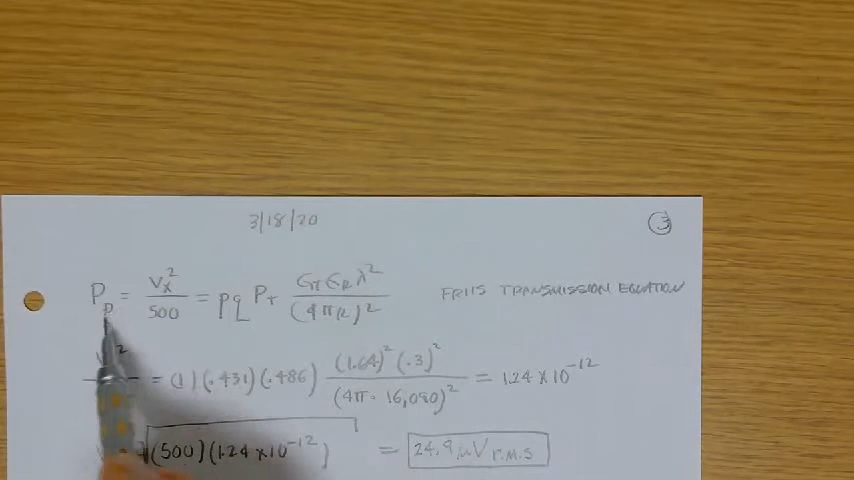 3/18/20
3
P_P = V_x^2 / 500 = p q P_T G_T G_R λ^2 / (4πR)^2 FRIIS TRANSMISSION EQUATION
2 = (1)(.431)(.486) (1.64)^2 (.3)^2 / (4π · 16,090)^2 = 1.24 x 10^-12
√(500)(1.24 x 10^-12) = 24.9 μV r.m.s